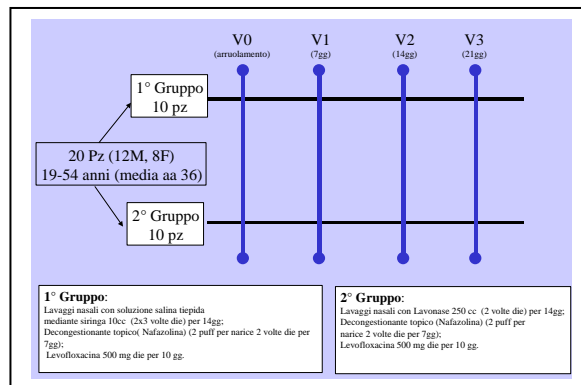 V0 V1 V2 V3
(arruolamento) (7gg) (14gg) (21gg)
1° Gruppo
10 pz
20 Pz (12M, 8F)
19-54 anni (media aa 36)
2° Gruppo
10 pz
1° Gruppo:
Lavaggi nasali con soluzione salina tiepida
mediante siringa 10cc (2x3 volte die) per 14gg;
Decongestionante topico( Nafazolina) (2 puff per narice 2 volte die per
7gg);
Levofloxacina 500 mg die per 10 gg.
2° Gruppo:
Lavaggi nasali con Lavonase 250 cc (2 volte die) per 14gg;
Decongestionante topico (Nafazolina) (2 puff per
narice 2 volte die per 7gg);
Levofloxacina 500 mg die per 10 gg.